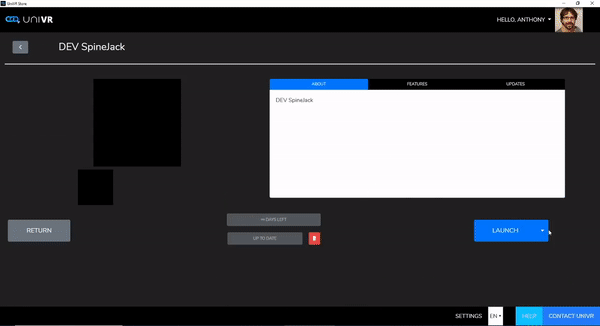 UniVR Store
UNIVR
HELLO, ANTHONY
DEV SpineJack
ABOUT
FEATURES
UPDATES
DEV SpineJack
DAYS LEFT
UP TO DATE
RETURN
LAUNCH
SETTINGS
EN
HELP
CONTACT UNIVR